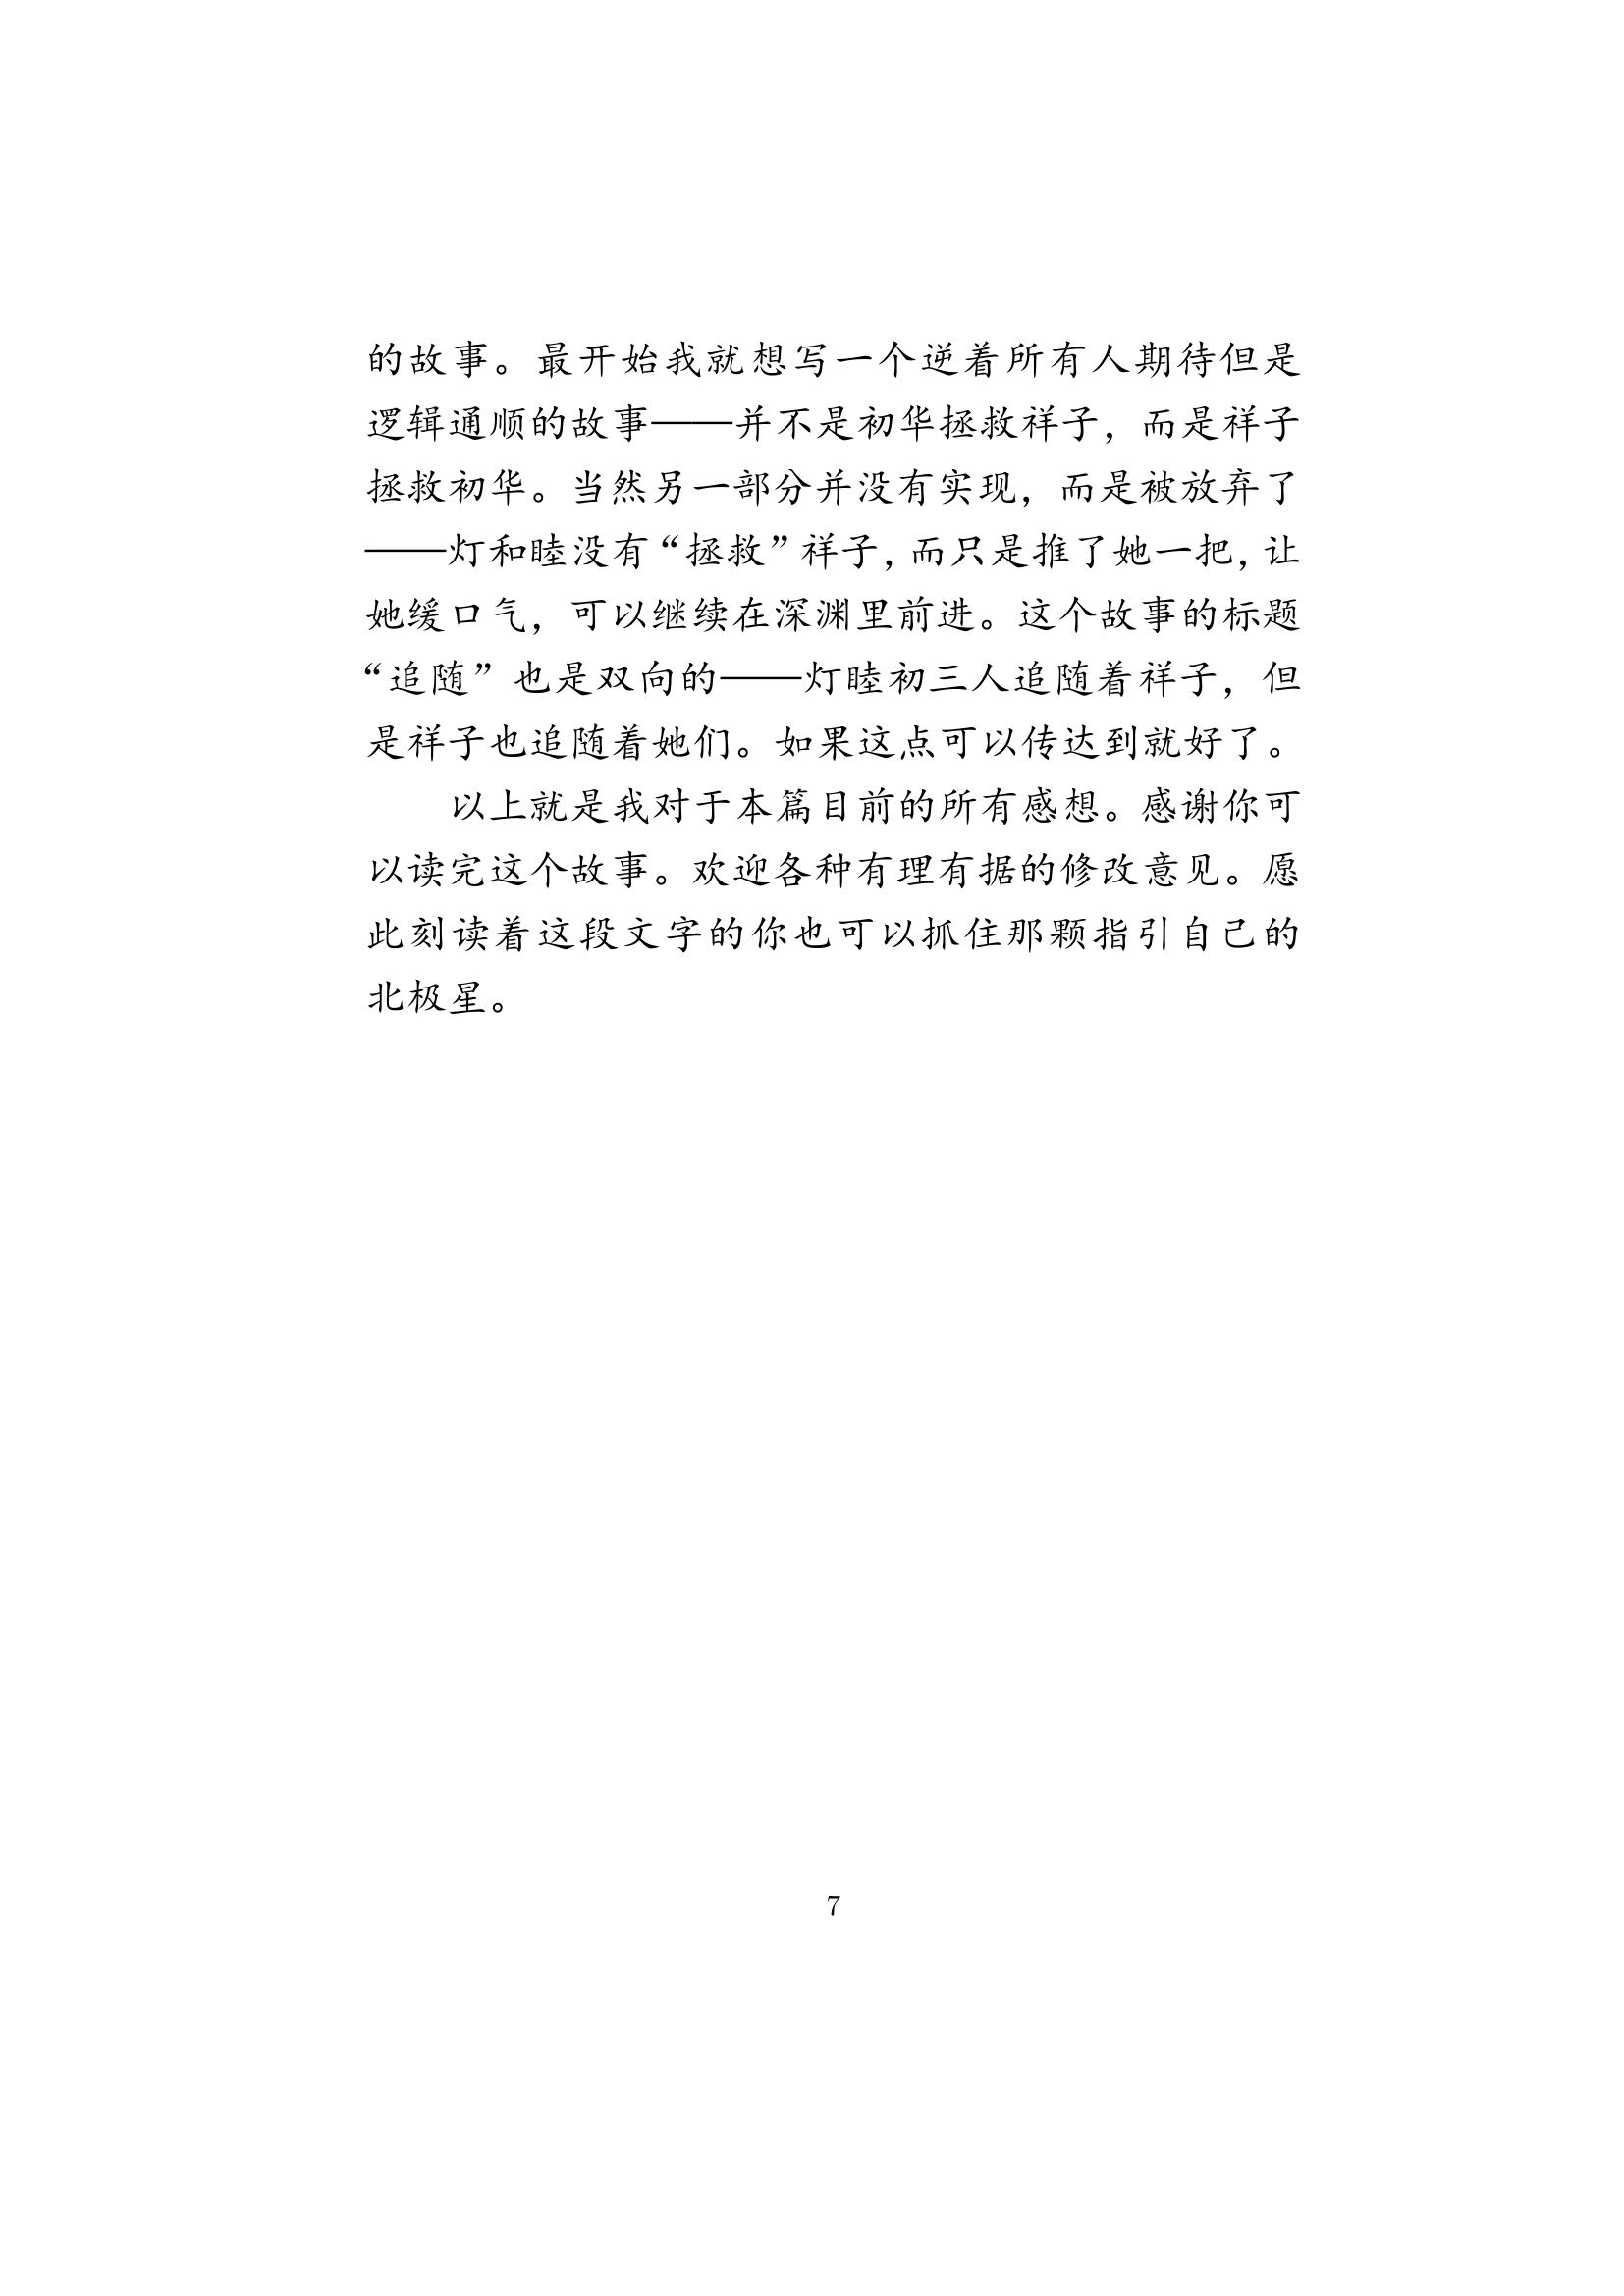 的故事。最开始我就想写一个逆着所有人期待但是
逻辑通顺的故事——并不是初华拯救祥子，而是祥子
拯救初华。当然另一部分并没有实现，而是被放弃了
——灯和睦没有“拯救”祥子，而只是推了她一把，让
她缓口气，可以继续在深渊里前进。这个故事的标题
“追随”也是双向的——灯睦初三人追随着祥子，但
是祥子也追随着她们。如果这点可以传达到就好了。
以上就是我对于本篇目前的所有感想。感谢你可
以读完这个故事。欢迎各种有理有据的修改意见。愿
此刻读着这段文字的你也可以抓住那颗指引自己的
北极星。
7